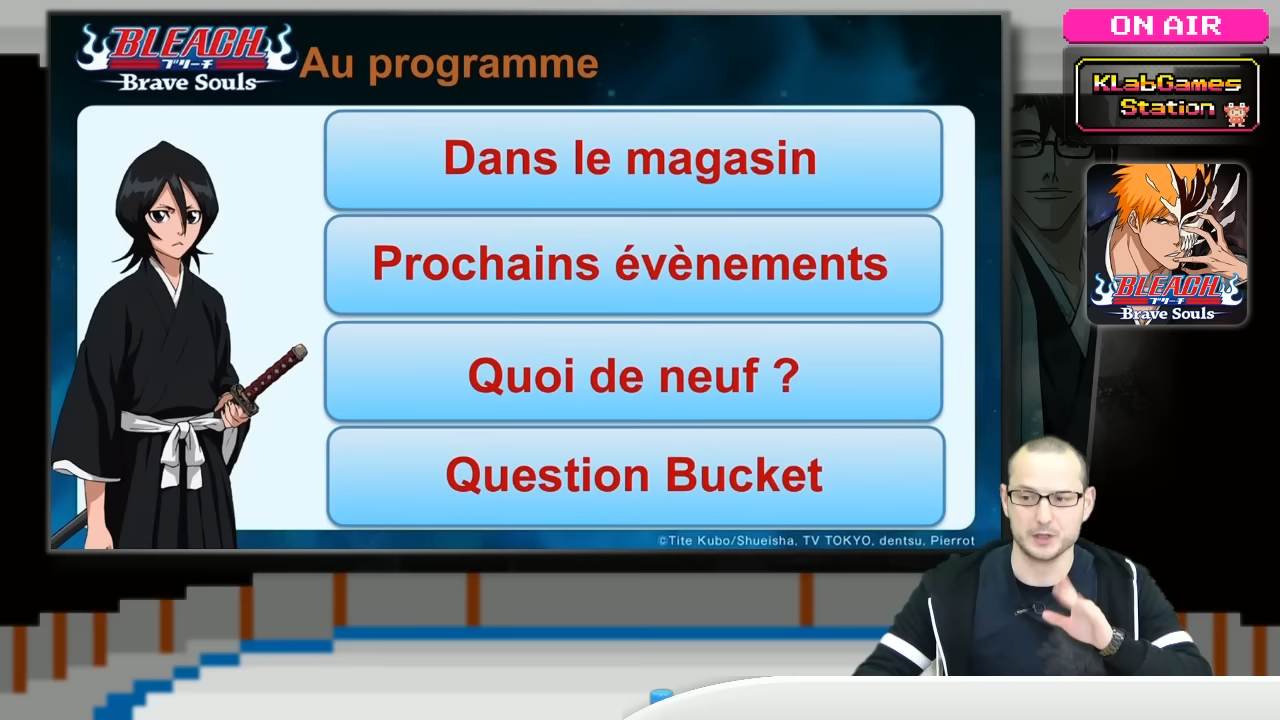 BLEACH
ブリーチ
Brave Souls
Au programme
Dans le magasin
Prochains évènements
Quoi de neuf ?
Question Bucket
©Tite Kubo/Shueisha, TV TOKYO, dentsu, Pierrot
ON AIR
KLabGames
Station
BLEACH
ブリーチ
Brave Souls